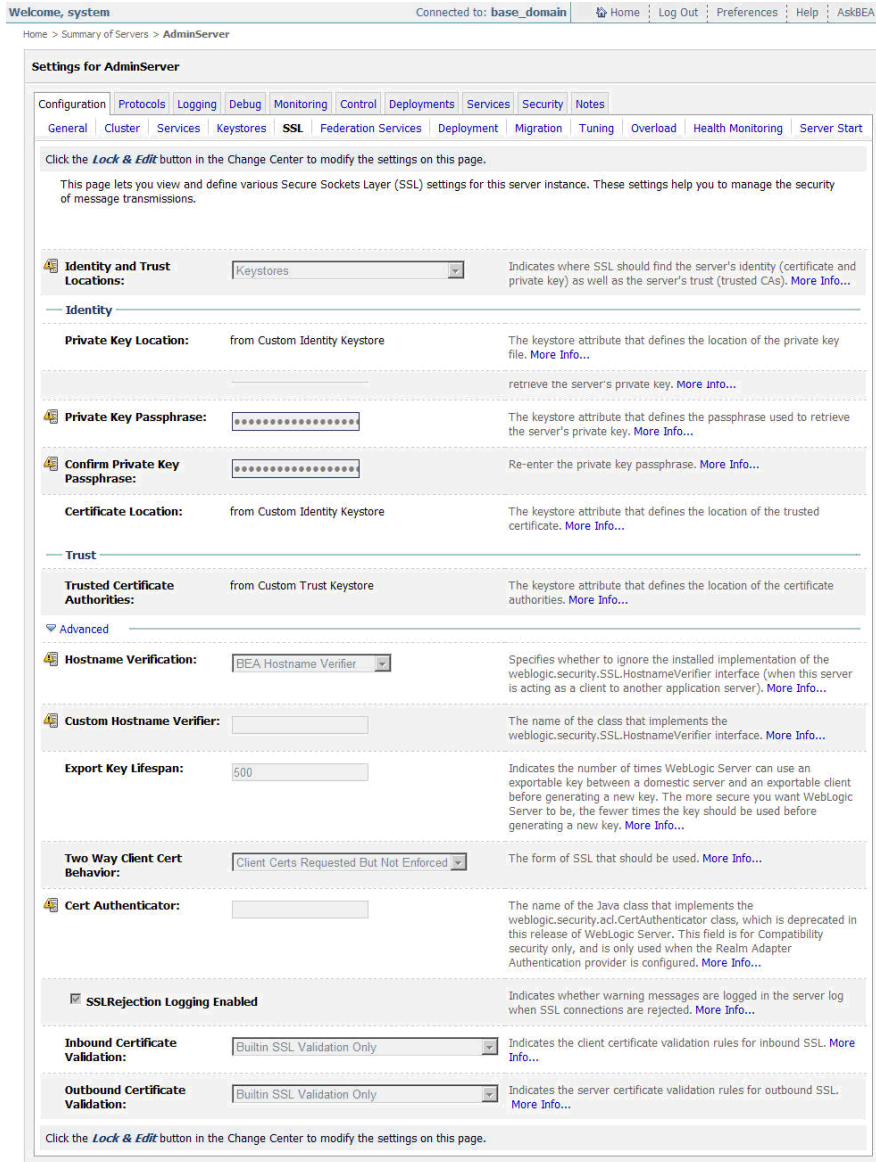 Welcome, system
Connected to: base_domain
Home
Log Out
Preferences
Help
AskBEA
Home > Summary of Servers > AdminServer
Settings for AdminServer
Configuration Protocols Logging Debug Monitoring Control Deployments Services Security Notes
General Cluster Services Keystores SSL Federation Services Deployment Migration Tuning Overload Health Monitoring Server Start
Click the Lock & Edit button in the Change Center to modify the settings on this page.
This page lets you view and define various Secure Sockets Layer (SSL) settings for this server instance. These settings help you to manage the security
of message transmissions.
Identity and Trust
Locations:
Keystores
Indicates where SSL should find the server's identity (certificate and
private key) as well as the server's trust (trusted CAs). More Info...
Identity
Private Key Location:
from Custom Identity Keystore
The keystore attribute that defines the location of the private key
file. More Info...
retrieve the server's private key. More Info...
Private Key Passphrase:
The keystore attribute that defines the passphrase used to retrieve
the server's private key. More Info...
Confirm Private Key
Passphrase:
Re-enter the private key passphrase. More Info...
Certificate Location:
from Custom Identity Keystore
The keystore attribute that defines the location of the trusted
certificate. More Info...
Trust
Trusted Certificate
Authorities:
from Custom Trust Keystore
The keystore attribute that defines the location of the certificate
authorities. More Info...
Advanced
Hostname Verification:
BEA Hostname Verifier
Specifies whether to ignore the installed implementation of the
weblogic.security.SSL.HostnameVerifier interface (when this server
is acting as a client to another application server). More Info...
Custom Hostname Verifier:
The name of the class that implements the
weblogic.security.SSL.HostnameVerifier interface. More Info...
Export Key Lifespan:
500
Indicates the number of times WebLogic Server can use an
exportable key between a domestic server and an exportable client
before generating a new key. The more secure you want WebLogic
Server to be, the fewer times the key should be used before
generating a new key. More Info...
Two Way Client Cert
Behavior:
Client Certs Requested But Not Enforced
The form of SSL that should be used. More Info...
Cert Authenticator:
The name of the Java class that implements the
weblogic.security.acl.CertAuthenticator class, which is deprecated in
this release of WebLogic Server. This field is for Compatibility
security only, and is only used when the Realm Adapter
Authentication provider is configured. More Info...
SSLRejection Logging Enabled
Indicates whether warning messages are logged in the server log
when SSL connections are rejected. More Info...
Inbound Certificate
Validation:
Builtin SSL Validation Only
Indicates the client certificate validation rules for inbound SSL. More
Info...
Outbound Certificate
Validation:
Builtin SSL Validation Only
Indicates the server certificate validation rules for outbound SSL.
More Info...
Click the Lock & Edit button in the Change Center to modify the settings on this page.